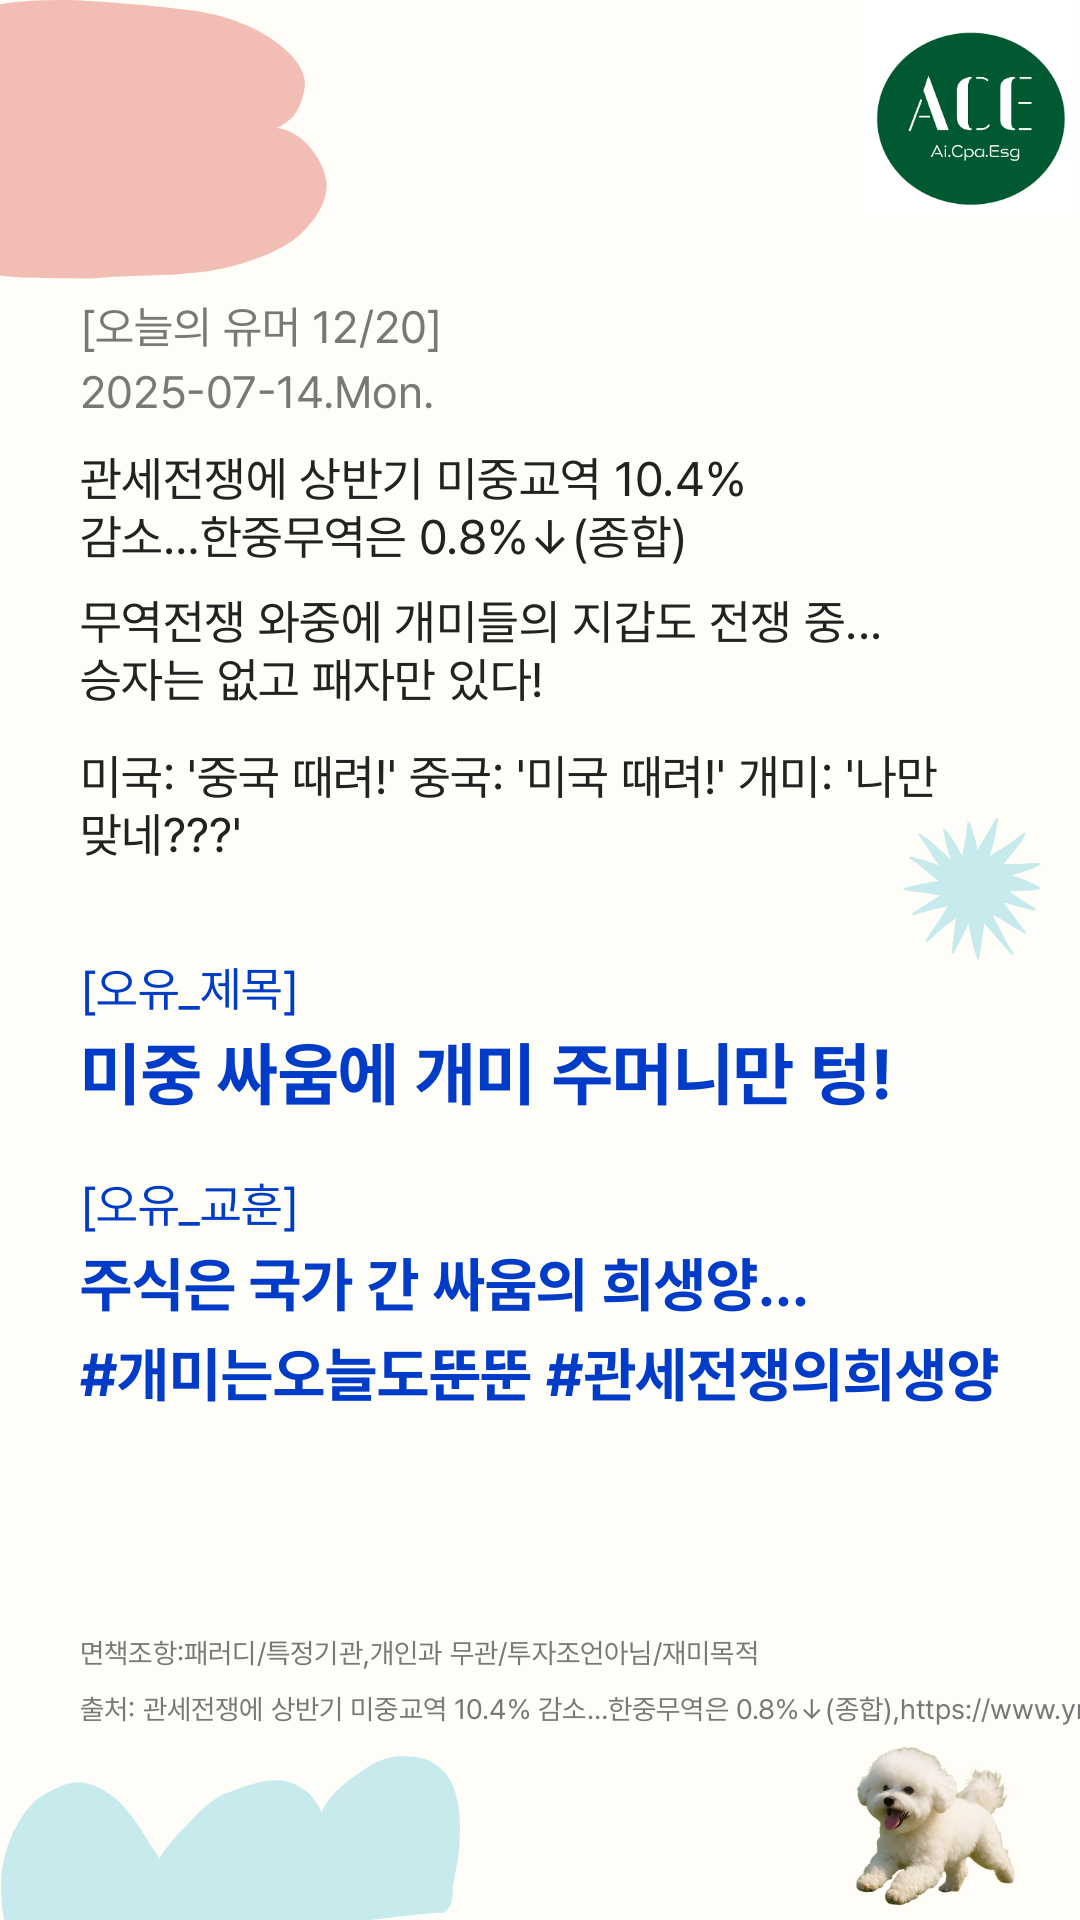 ACE
Ai.Cpa.Esg
[오늘의 유머 12/20]
2025-07-14.Mon.
관세전쟁에 상반기 미중교역 10.4%
감소…한중무역은 0.8%↓(종합)
무역전쟁 와중에 개미들의 지갑도 전쟁 중...
승자는 없고 패자만 있다!
미국: '중국 때려!' 중국: '미국 때려!' 개미: '나만
맞네???'
[오유_제목]
미중 싸움에 개미 주머니만 텅!
[오유_교훈]
주식은 국가 간 싸움의 희생양...
#개미는오늘도뚠뚠 #관세전쟁의희생양
면책조항:패러디/특정기관,개인과 무관/투자조언아님/재미목적
출처: 관세전쟁에 상반기 미중교역 10.4% 감소…한중무역은 0.8%↓(종합),https://www.y